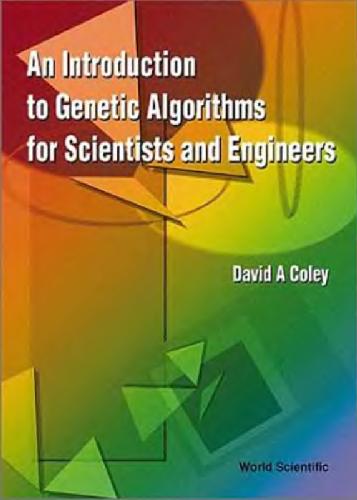 An Introduction
to Genetic Algorithms
for Scientists and Engineers
David A Coley
World Scientific